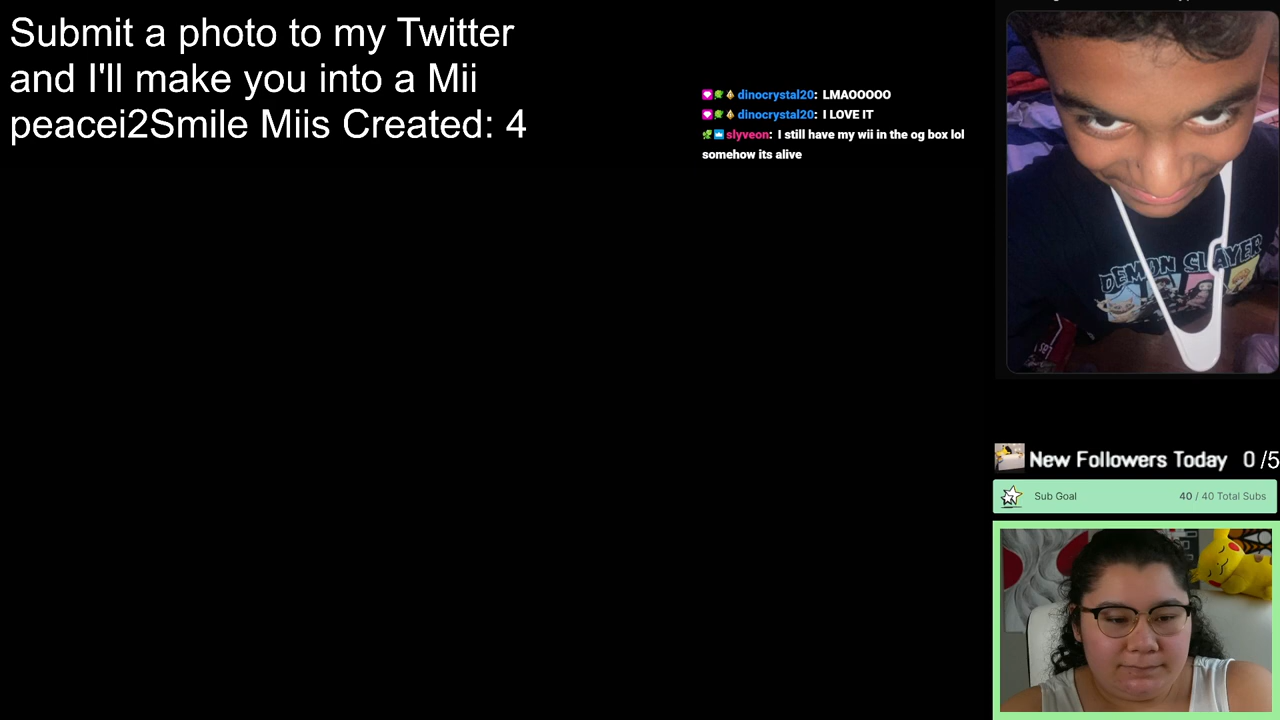 Submit a photo to my Twitter
and I'll make you into a Mii
peacei2Smile Miis Created: 4
dinocrystal20: LMAOOOOO
dinocrystal20: I LOVE IT
slyveon: I still have my wii in the og box lol
somehow its alive
DEMON SLAYER
New Followers Today 0 /5
Sub Goal 40 / 40 Total Subs